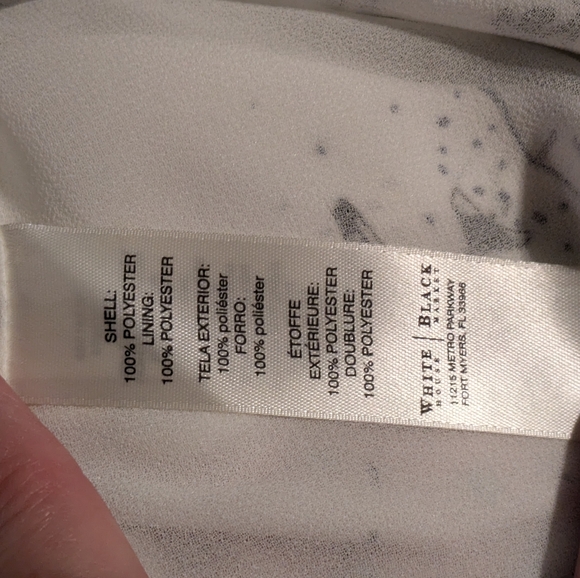 SHELL:
100% POLYESTER
LINING:
100% POLYESTER
TELA EXTERIOR:
100% poliéster
FORRO:
100% poliéster
ÉTOFFE
EXTÉRIEURE:
100% POLYESTER
DOUBLURE:
100% POLYESTER
WHITE | BLACK
HOUSE | MARKET
11215 METRO PARKWAY
FORT MYERS, FL 33966